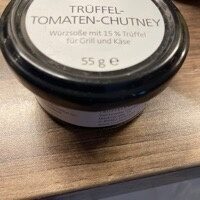 TRÜFFEL-
TOMATEN-CHUTNEY
Würzsoße mit 15 % Trüffel
für Grill und Käse
55 g ℮